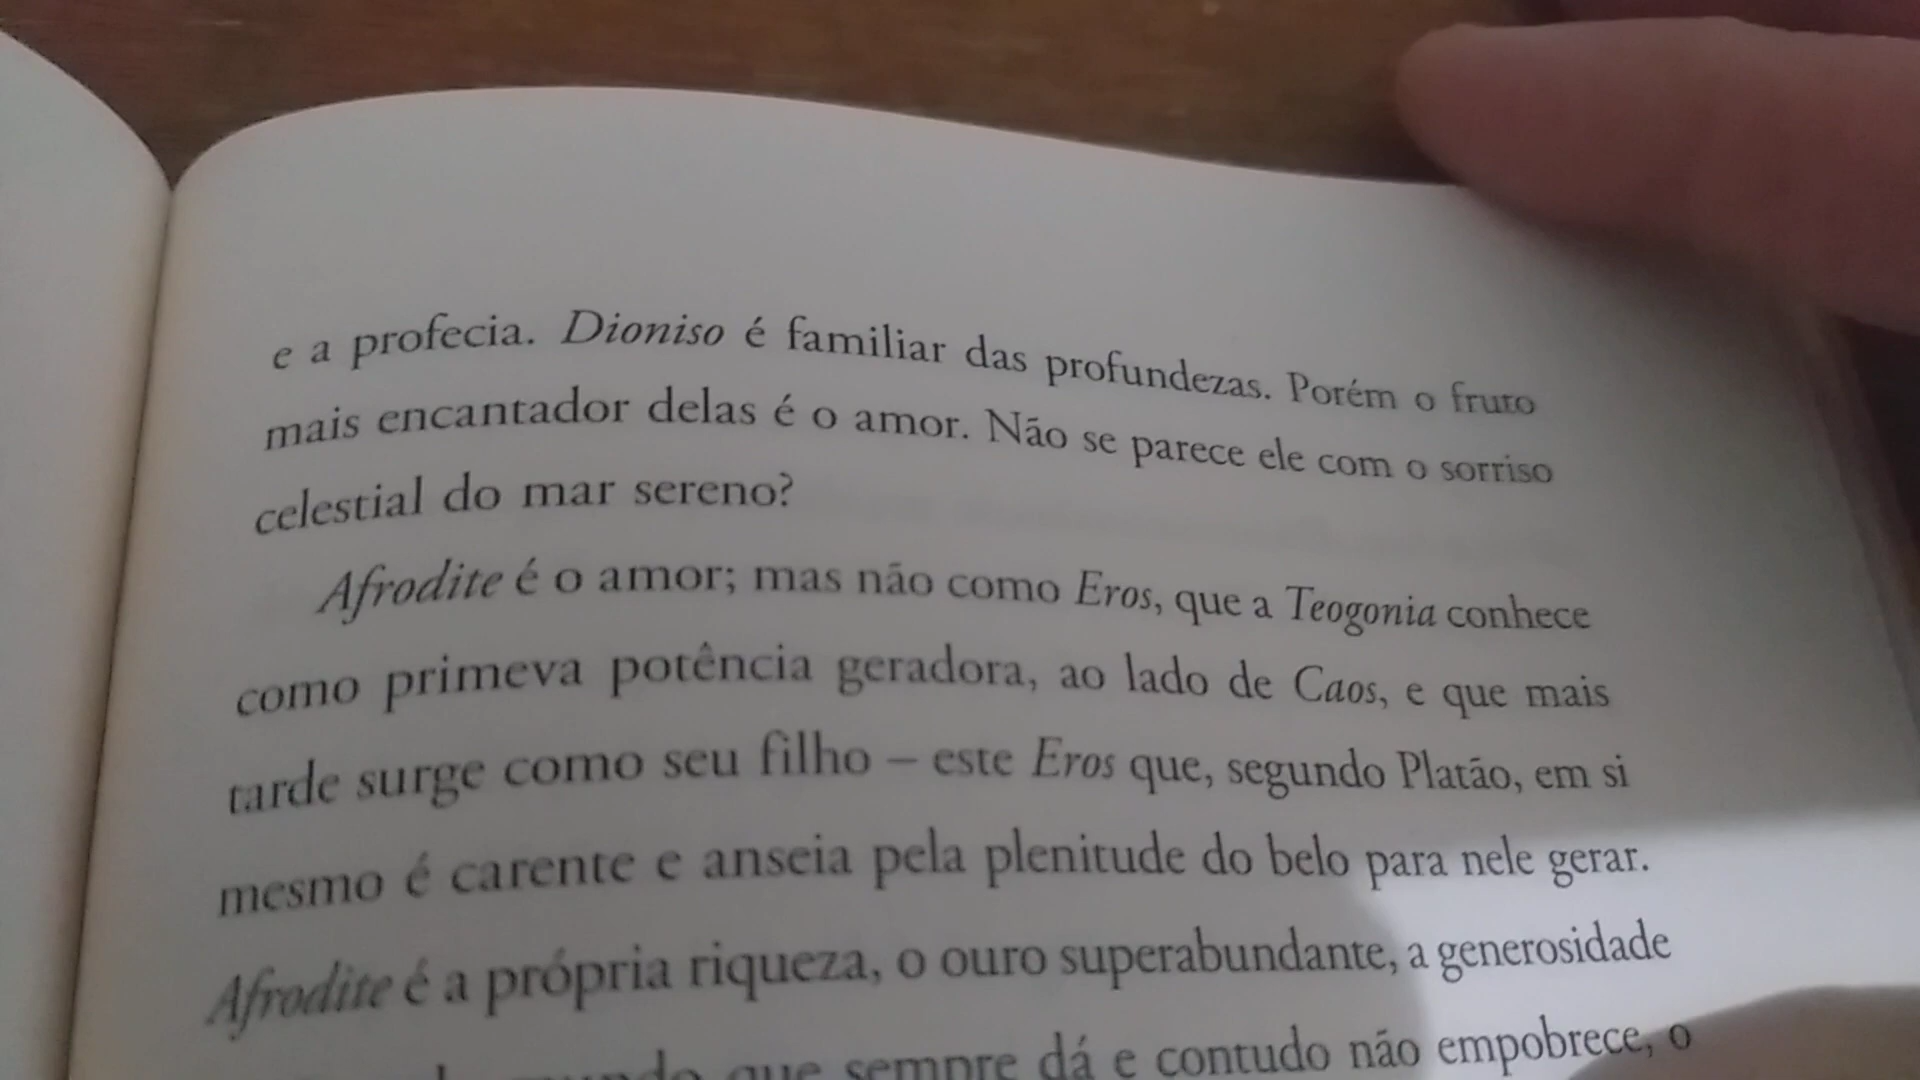 e a profecia. Dioniso é familiar das profundezas. Porém o fruto
mais encantador delas é o amor. Não se parece ele com o sorriso
celestial do mar sereno?
Afrodite é o amor; mas não como Eros, que a Teogonia conhece
como primeva potência geradora, ao lado de Caos, e que mais
tarde surge como seu filho – este Eros que, segundo Platão, em si
mesmo é carente e anseia pela plenitude do belo para nele gerar.
Afrodite é a própria riqueza, o ouro superabundante, a generosidade
mundo que sempre dá e contudo não empobrece, o